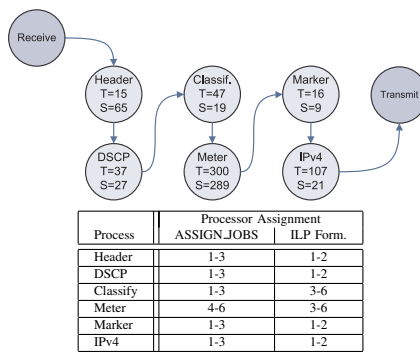 Receive
Header
T=15
S=65
Classif.
T=47
S=19
Marker
T=16
S=9
Transmit
DSCP
T=37
S=27
Meter
T=300
S=289
IPv4
T=107
S=21
Processor Assignment
Process ASSIGN_JOBS ILP Form.
Header 1-3 1-2
DSCP 1-3 1-2
Classify 1-3 3-6
Meter 4-6 3-6
Marker 1-3 1-2
IPv4 1-3 1-2